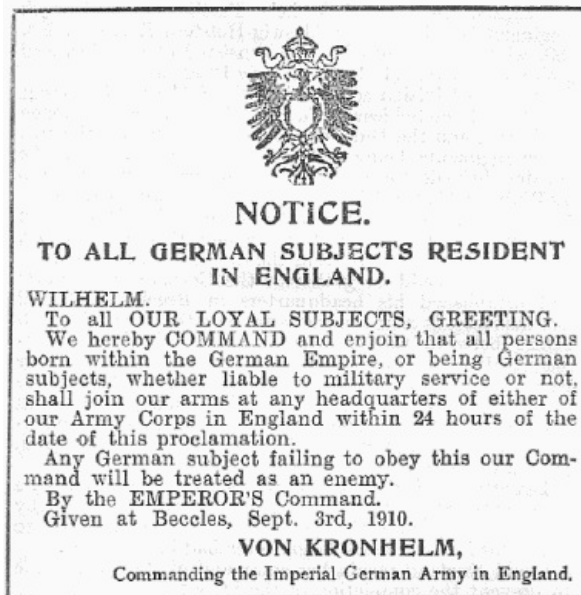 NOTICE.
TO ALL GERMAN SUBJECTS RESIDENT
IN ENGLAND.
WILHELM.
To all OUR LOYAL SUBJECTS, GREETING.
We hereby COMMAND and enjoin that all persons
born within the German Empire, or being German
subjects, whether liable to military service or not,
shall join our arms at any headquarters of either of
our Army Corps in England within 24 hours of the
date of this proclamation.
Any German subject failing to obey this our Com-
mand will be treated as an enemy.
By the EMPEROR'S Command.
Given at Beccles, Sept. 3rd, 1910.
VON KRONHELM,
Commanding the Imperial German Army in England.